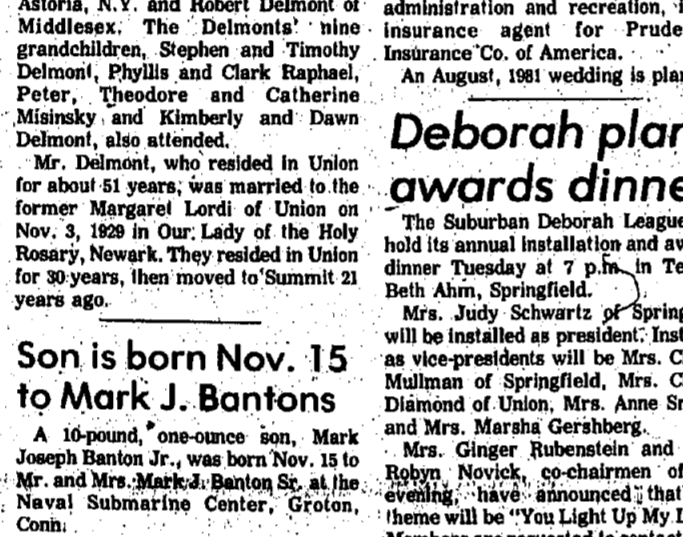 Astoria, N.Y. and Robert Delmont of
Middlesex. The Delmonts' nine
grandchildren, Stephen and Timothy
Delmont, Phyllis and Clark Raphael,
Peter, Theodore and Catherine
Misinsky and Kimberly and Dawn
Delmont, also attended.
Mr. Delmont, who resided in Union
for about 51 years, was married to the
former Margaret Lordi of Union on
Nov. 3, 1929 in Our Lady of the Holy
Rosary, Newark. They resided in Union
for 30 years, then moved to Summit 21
years ago.
Son is born Nov. 15
to Mark J. Bantons
A 10-pound, one-ounce son, Mark
Joseph Banton Jr., was born Nov. 15 to
Mr. and Mrs. Mark J. Banton Sr. at the
Naval Submarine Center, Groton,
Conn.
administration and recreation,
insurance agent for Prude
Insurance Co. of America.
An August, 1981 wedding is pla
Deborah plan
awards dinne
The Suburban Deborah League
hold its annual installation and aw
dinner Tuesday at 7 p.m. in Te
Beth Ahm, Springfield.
Mrs. Judy Schwartz of Spring
will be installed as president. Inst
as vice-presidents will be Mrs. C
Mullman of Springfield, Mrs. C
Diamond of Union, Mrs. Anne Sr
and Mrs. Marsha Gershberg.
Mrs. Ginger Rubenstein and
Robyn Novick, co-chairmen of
evening, have announced that
theme will be "You Light Up My L